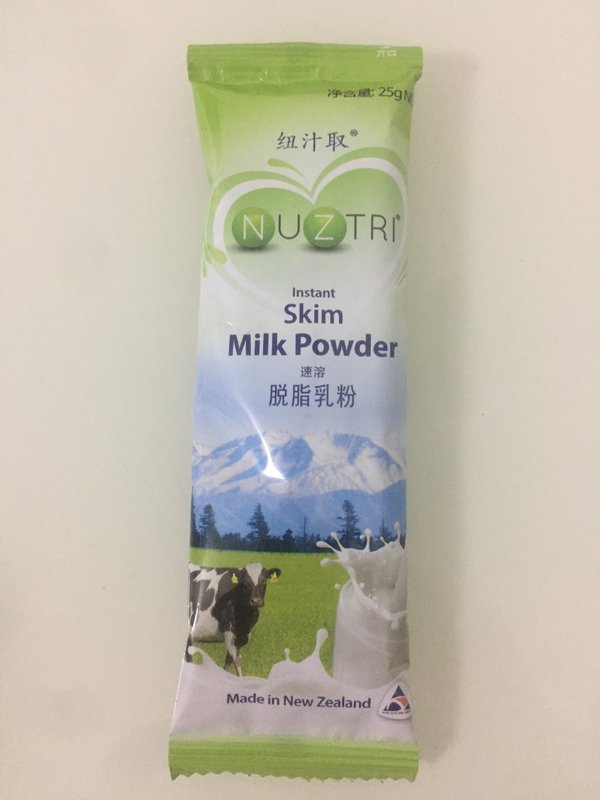 净含量: 25g
纽汁取®
NUZTRI®
Instant
Skim
Milk Powder
速溶
脱脂乳粉
Made in New Zealand